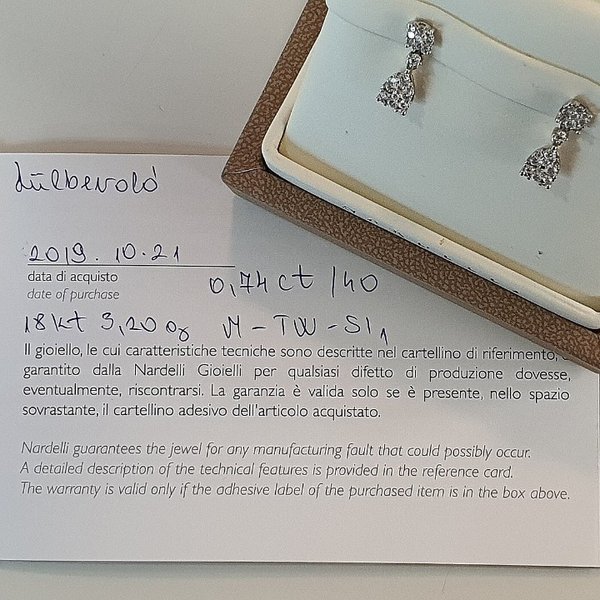 fülbevaló
2019. 10. 21
data di acquisto
date of purchase
0,74 ct /40
18 kt 3,20 g
M - TW - SI1
Il gioiello, le cui caratteristiche tecniche sono descritte nel cartellino di riferimento, è
garantito dalla Nardelli Gioielli per qualsiasi difetto di produzione dovesse,
eventualmente, riscontrarsi. La garanzia è valida solo se è presente, nello spazio
sovrastante, il cartellino adesivo dell'articolo acquistato.
Nardelli guarantees the jewel for any manufacturing fault that could possibly occur.
A detailed description of the technical features is provided in the reference card.
The warranty is valid only if the adhesive label of the purchased item is in the box above.